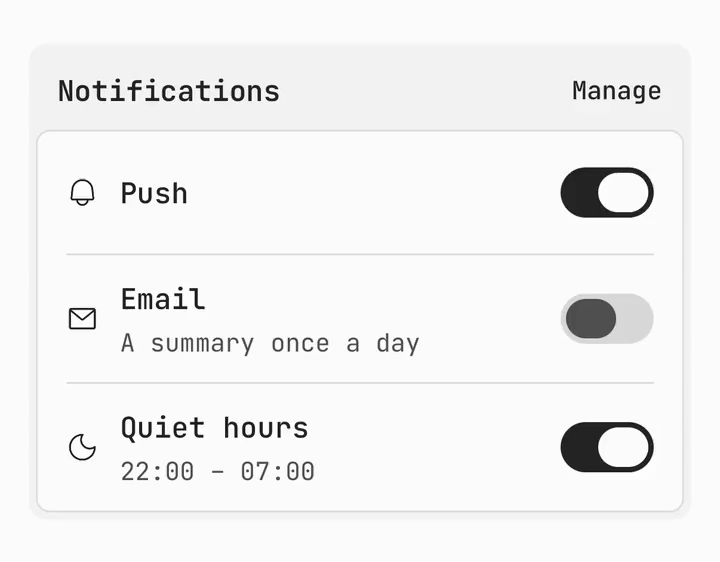 Notifications
Manage
Push
Email
A summary once a day
Quiet hours
22:00 – 07:00